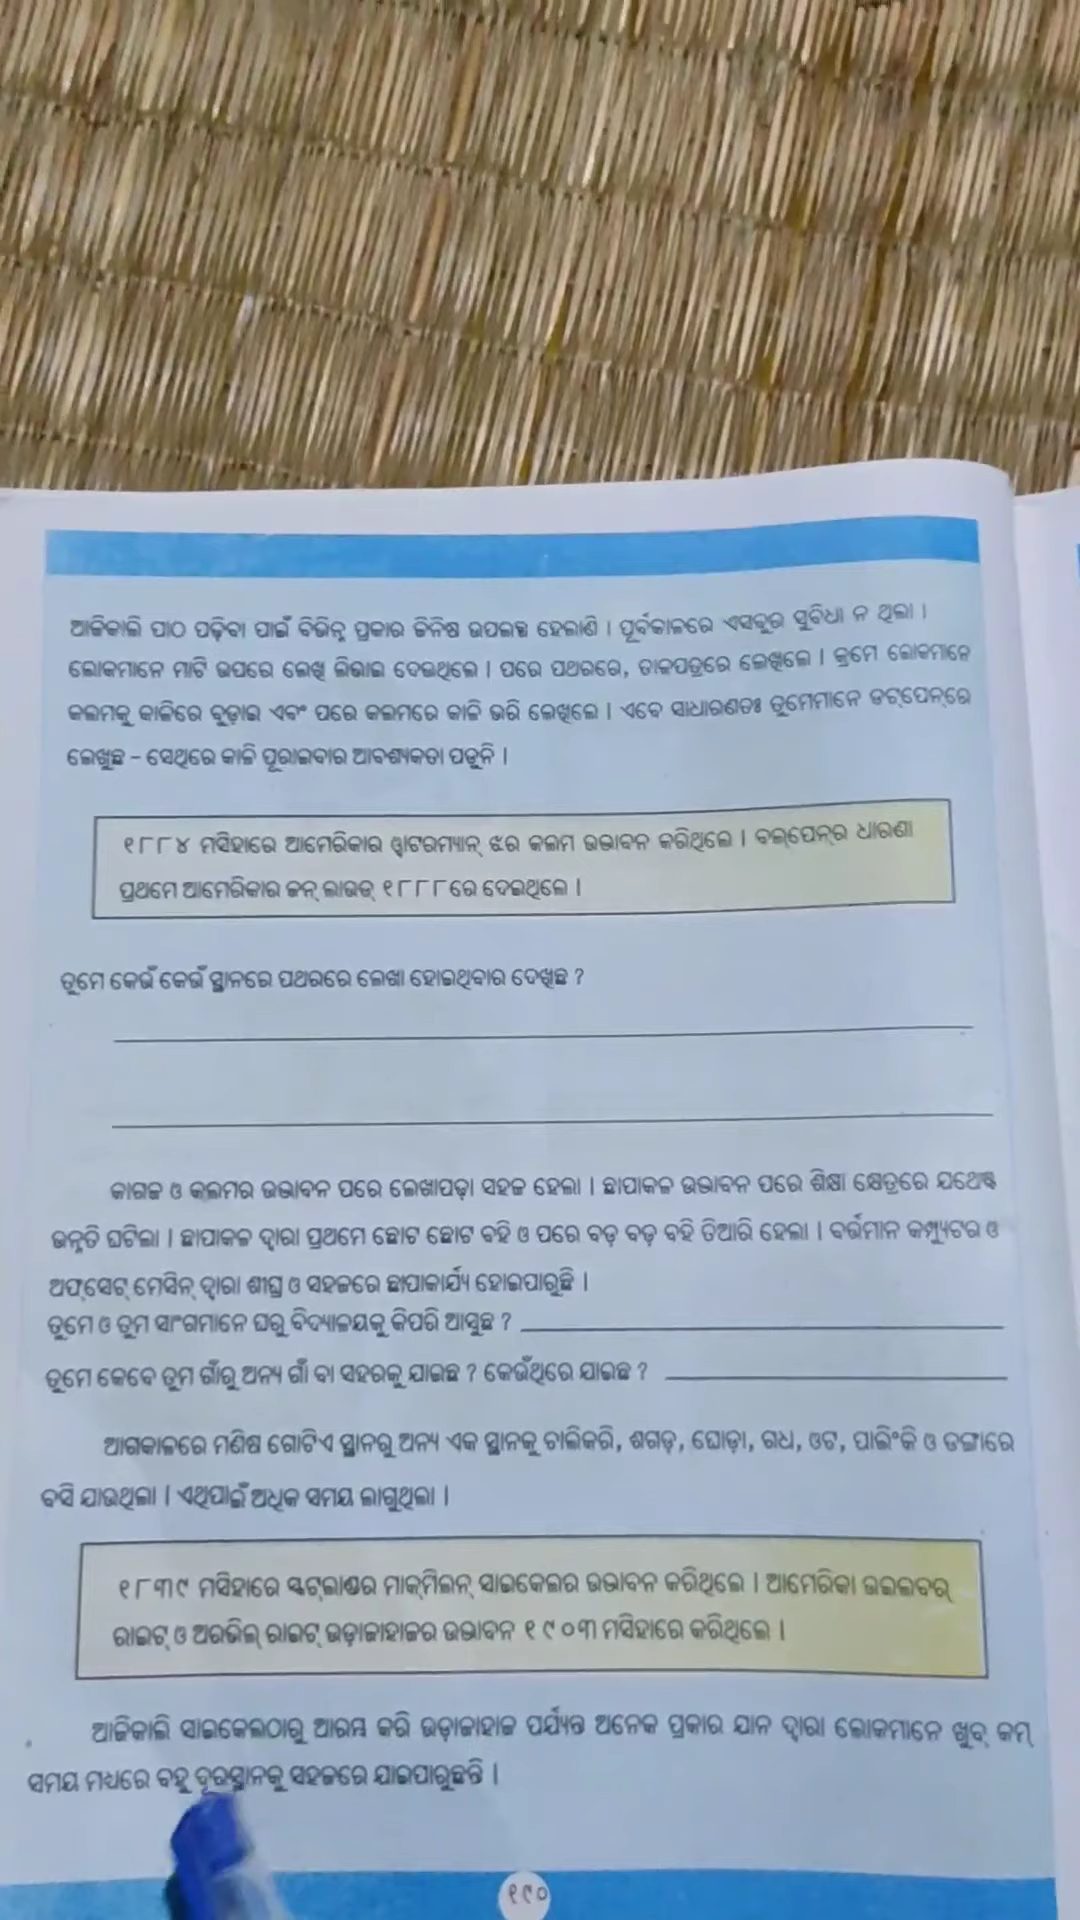 ଆଜିକାଲି ପାଠ ପଢ଼ିବା ପାଇଁ ବିଭିନ୍ନ ପ୍ରକାର ଜିନିଷ ଉପଲବ୍ଧ ହେଲାଣି । ପୂର୍ବକାଳରେ ଏସବୁର ସୁବିଧା ନ ଥିଲା ।
ଲୋକମାନେ ମାଟି ଉପରେ ଲେଖି ଲିଭାଇ ଦେଉଥିଲେ । ପରେ ପଥରରେ, ତାଳପତ୍ରରେ ଲେଖିଲେ । କ୍ରମେ ଲୋକମାନେ
କଲମକୁ କାଳିରେ ବୁଡ଼ାଇ ଏବଂ ପରେ କଲମରେ କାଳି ଭରି ଲେଖିଲେ । ଏବେ ସାଧାରଣତଃ ତୁମେମାନେ ଡଟ୍‌ପେନ୍‌ରେ
ଲେଖୁଛ – ସେଥିରେ କାଳି ପୂରାଇବାର ଆବଶ୍ୟକତା ପଡୁନି ।
୧୮୮୪ ମସିହାରେ ଆମେରିକାର ୱାଟରମ୍ୟାନ୍ ଝର କଲମ ଉଦ୍ଭାବନ କରିଥିଲେ । ବଲ୍‌ପେନ୍‌ର ଧାରଣା
ପ୍ରଥମେ ଆମେରିକାର ଜନ୍ ଲାଉଡ୍ ୧୮୮୮ରେ ଦେଇଥିଲେ ।
ତୁମେ କେଉଁ କେଉଁ ସ୍ଥାନରେ ପଥରରେ ଲେଖା ହୋଇଥିବାର ଦେଖିଛ ?
କାଗଜ ଓ କଲମର ଉଦ୍ଭାବନ ପରେ ଲେଖାପଢ଼ା ସହଜ ହେଲା । ଛାପାକଳ ଉଦ୍ଭାବନ ପରେ ଶିକ୍ଷା କ୍ଷେତ୍ରରେ ଯଥେଷ୍ଟ
ଉନ୍ନତି ଘଟିଲା । ଛାପାକଳ ଦ୍ୱାରା ପ୍ରଥମେ ଛୋଟ ଛୋଟ ବହି ଓ ପରେ ବଡ଼ ବଡ଼ ବହି ତିଆରି ହେଲା । ବର୍ତ୍ତମାନ କମ୍ପ୍ୟୁଟର ଓ
ଅଫ୍‌ସେଟ୍ ମେସିନ୍ ଦ୍ୱାରା ଶୀଘ୍ର ଓ ସହଜରେ ଛାପାକାର୍ଯ୍ୟ ହୋଇପାରୁଛି ।
ତୁମେ ଓ ତୁମ ସାଂଗମାନେ ଘରୁ ବିଦ୍ୟାଳୟକୁ କିପରି ଆସୁଛ ?
ତୁମେ କେବେ ତୁମ ଗାଁରୁ ଅନ୍ୟ ଗାଁ ବା ସହରକୁ ଯାଇଛ ? କେଉଁଥିରେ ଯାଇଛ ?
ଆଗକାଳରେ ମଣିଷ ଗୋଟିଏ ସ୍ଥାନରୁ ଅନ୍ୟ ଏକ ସ୍ଥାନକୁ ଚାଲିକରି, ଶଗଡ଼, ଘୋଡ଼ା, ଗଧ, ଓଟ, ପାଲିଂକି ଓ ଡଙ୍ଗାରେ
ବସି ଯାଉଥିଲା । ଏଥିପାଇଁ ଅଧିକ ସମୟ ଲାଗୁଥିଲା ।
୧୮୩୯ ମସିହାରେ ସ୍କଟ୍‌ଲାଣ୍ଡର ମାକ୍‌ମିଲନ୍ ସାଇକେଲର ଉଦ୍ଭାବନ କରିଥିଲେ । ଆମେରିକା ଉଇଲବର୍
ରାଇଟ୍ ଓ ଅରଭିଲ୍ ରାଇଟ୍ ଉଡ଼ାଜାହାଜର ଉଦ୍ଭାବନ ୧୯୦୩ ମସିହାରେ କରିଥିଲେ ।
ଆଜିକାଲି ସାଇକେଲଠାରୁ ଆରମ୍ଭ କରି ଉଡ଼ାଜାହାଜ ପର୍ଯ୍ୟନ୍ତ ଅନେକ ପ୍ରକାର ଯାନ ଦ୍ୱାରା ଲୋକମାନେ ଖୁବ୍ କମ୍
ସମୟ ମଧ୍ୟରେ ବହୁ ଦୂରସ୍ଥାନକୁ ସହଜରେ ଯାଇପାରୁଛନ୍ତି ।
୧୯୦